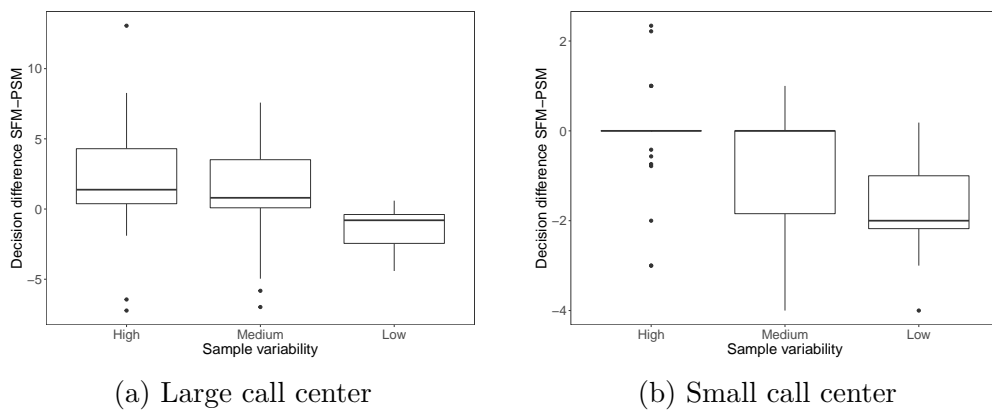 Decision difference SFM−PSM
10
5
0
−5
High
Medium
Low
Sample variability
(a) Large call center
Decision difference SFM−PSM
2
0
−2
−4
High
Medium
Low
Sample variability
(b) Small call center